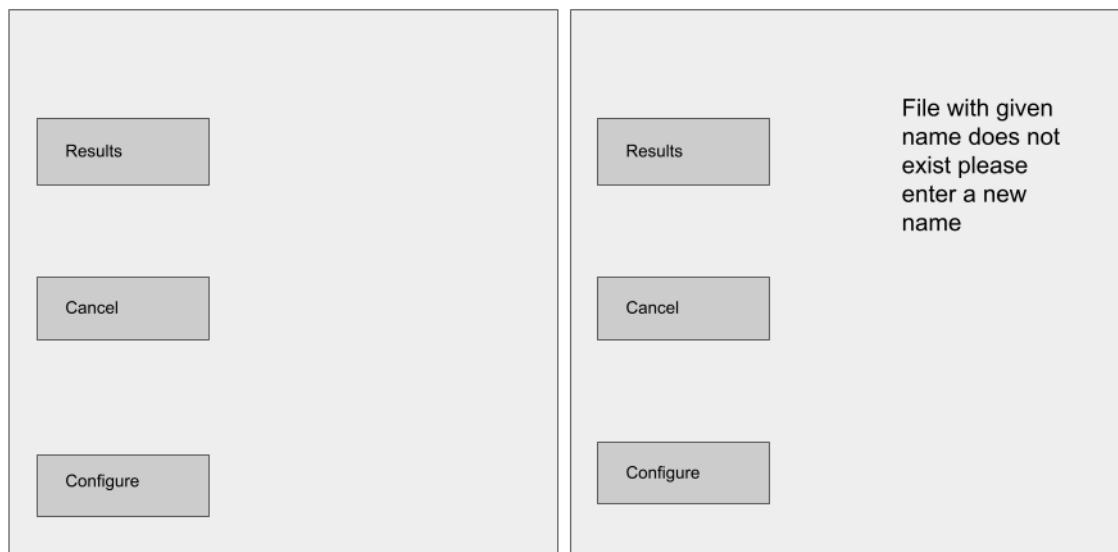 Results
Cancel
Configure
Results
Cancel
Configure
File with given
name does not
exist please
enter a new
name